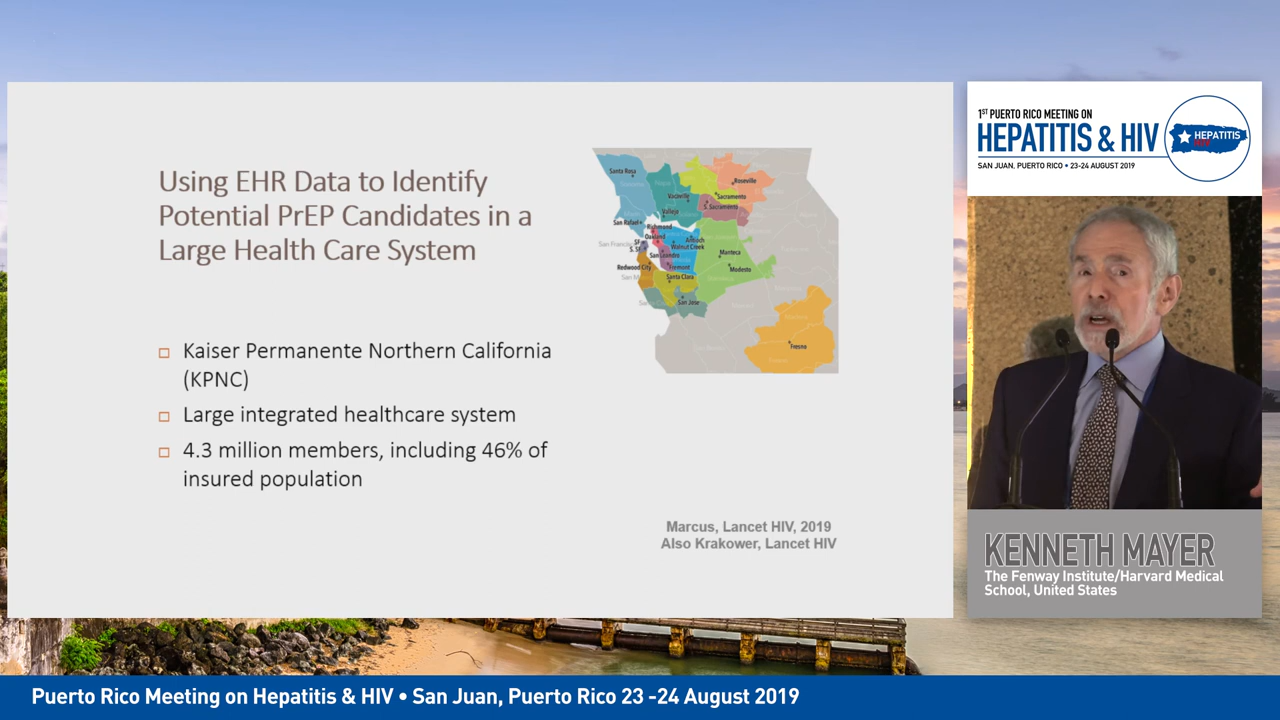 Using EHR Data to Identify
Potential PrEP Candidates in a
Large Health Care System
Kaiser Permanente Northern California
(KPNC)
Large integrated healthcare system
4.3 million members, including 46% of
insured population
Santa Rosa
Roseville
Vacaville
Sacramento
S. Sacramento
Vallejo
San Rafael
Richmond
Oakland
Antioch
San Francisco
SF
S. SF
Walnut Creek
San Leandro
Manteca
Redwood City
Fremont
Modesto
Santa Clara
San Jose
Fresno
Marcus, Lancet HIV, 2019
Also Krakower, Lancet HIV
1ST PUERTO RICO MEETING ON
HEPATITIS & HIV
SAN JUAN, PUERTO RICO • 23-24 AUGUST 2019
HEPATITIS
KENNETH MAYER
The Fenway Institute/Harvard Medical
School, United States
Puerto Rico Meeting on Hepatitis & HIV • San Juan, Puerto Rico 23 -24 August 2019